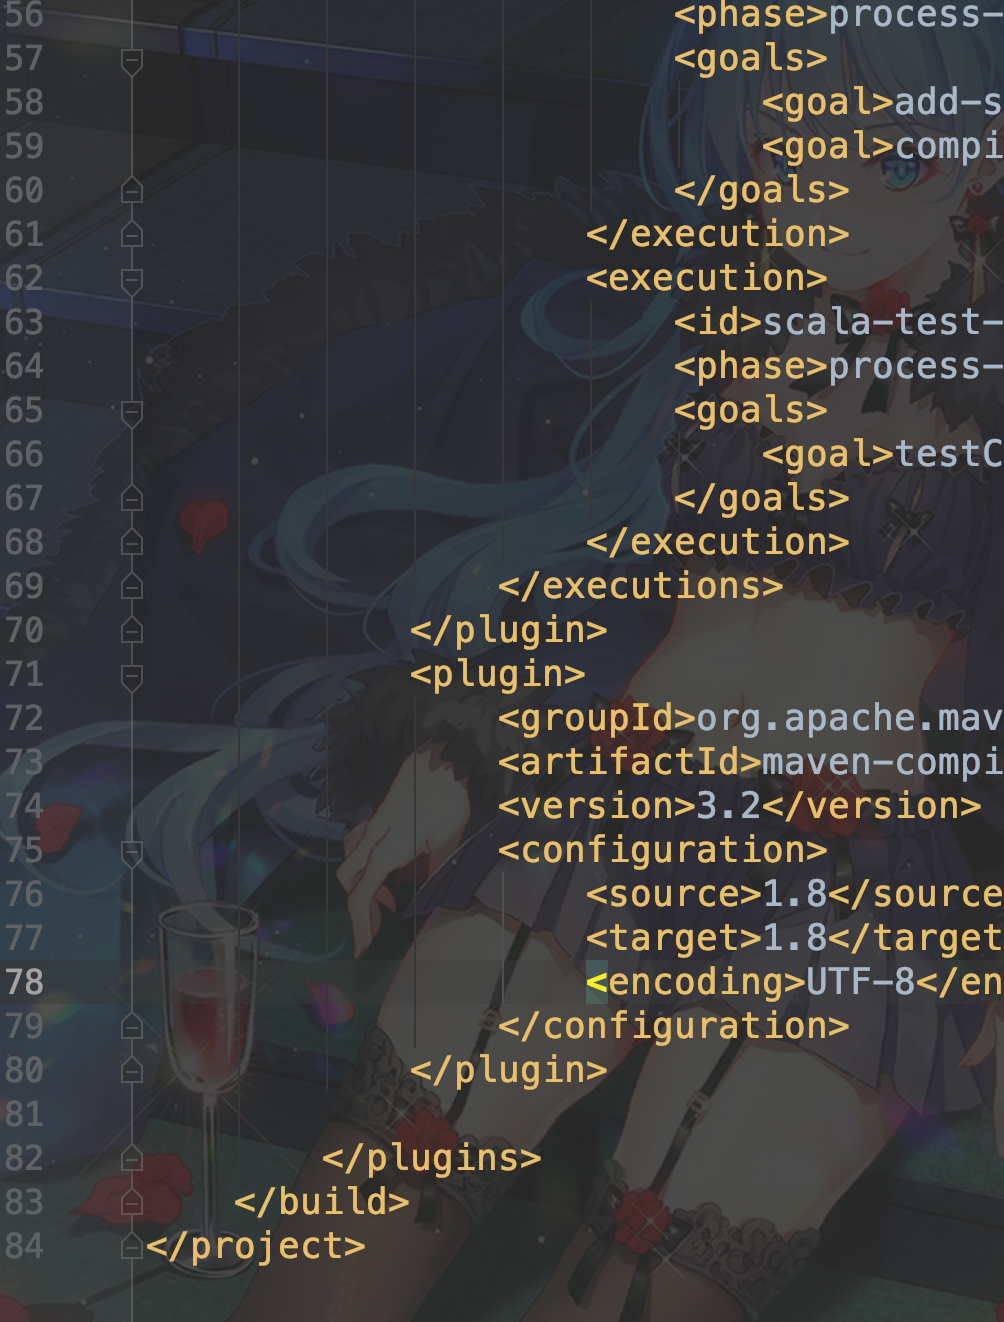 56 <phase>process-
57 <goals>
58 <goal>add-s
59 <goal>compi
60 </goals>
61 </execution>
62 <execution>
63 <id>scala-test-
64 <phase>process-
65 <goals>
66 <goal>testC
67 </goals>
68 </execution>
69 </executions>
70 </plugin>
71 <plugin>
72 <groupId>org.apache.mav
73 <artifactId>maven-compi
74 <version>3.2</version>
75 <configuration>
76 <source>1.8</source
77 <target>1.8</target
78 <encoding>UTF-8</en
79 </configuration>
80 </plugin>
81
82 </plugins>
83 </build>
84 </project>